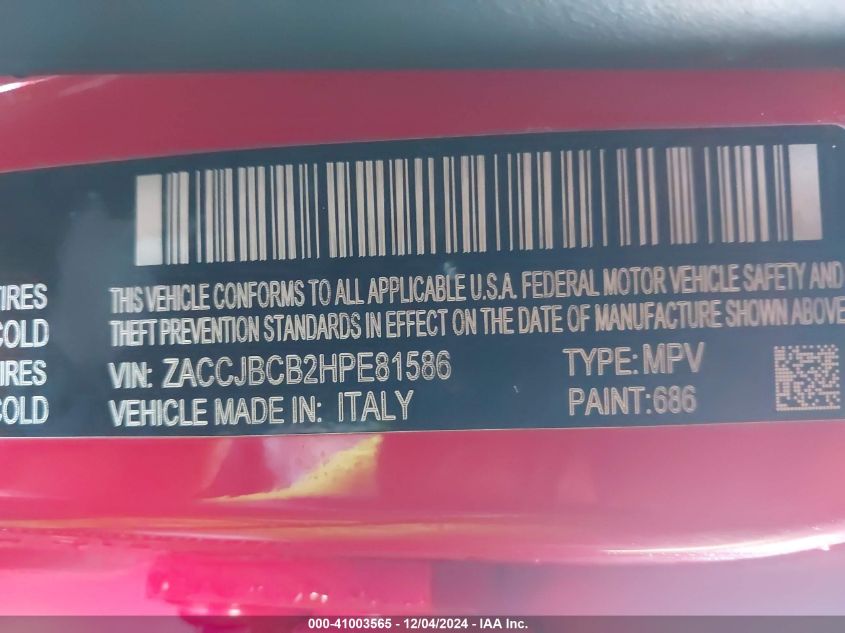 THIS VEHICLE CONFORMS TO ALL APPLICABLE U.S.A. FEDERAL MOTOR VEHICLE SAFETY AND
THEFT PREVENTION STANDARDS IN EFFECT ON THE DATE OF MANUFACTURE SHOWN ABOVE
VIN: ZACCJBCB2HPE81586 TYPE: MPV
VEHICLE MADE IN: ITALY PAINT:686
IRES
COLD
IRES
COLD
000-41003565 - 12/04/2024 - IAA Inc.